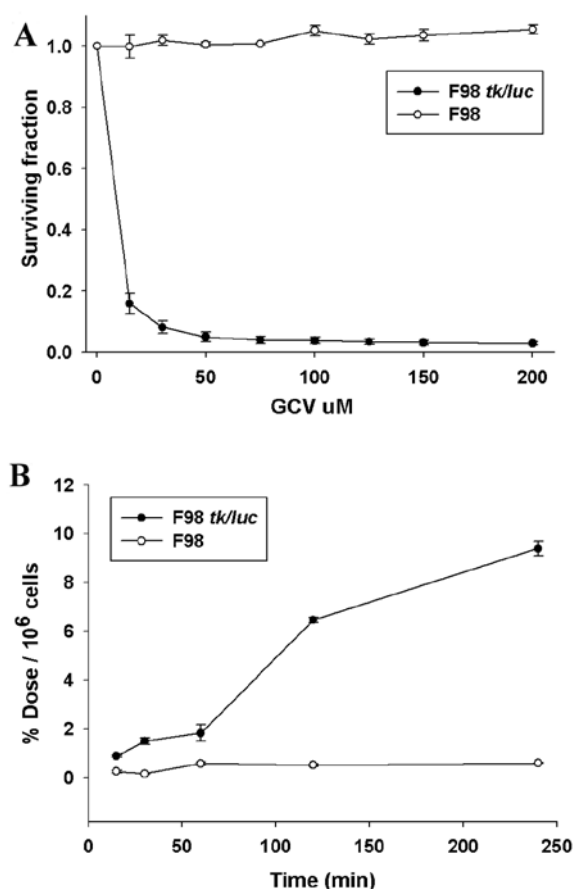 A
Surviving fraction
1.0
0.8
0.6
0.4
0.2
0.0
F98 tk/luc
F98
0 50 100 150 200
GCV uM
B
% Dose / 10⁶ cells
12
10
8
6
4
2
0
F98 tk/luc
F98
0 50 100 150 200 250
Time (min)